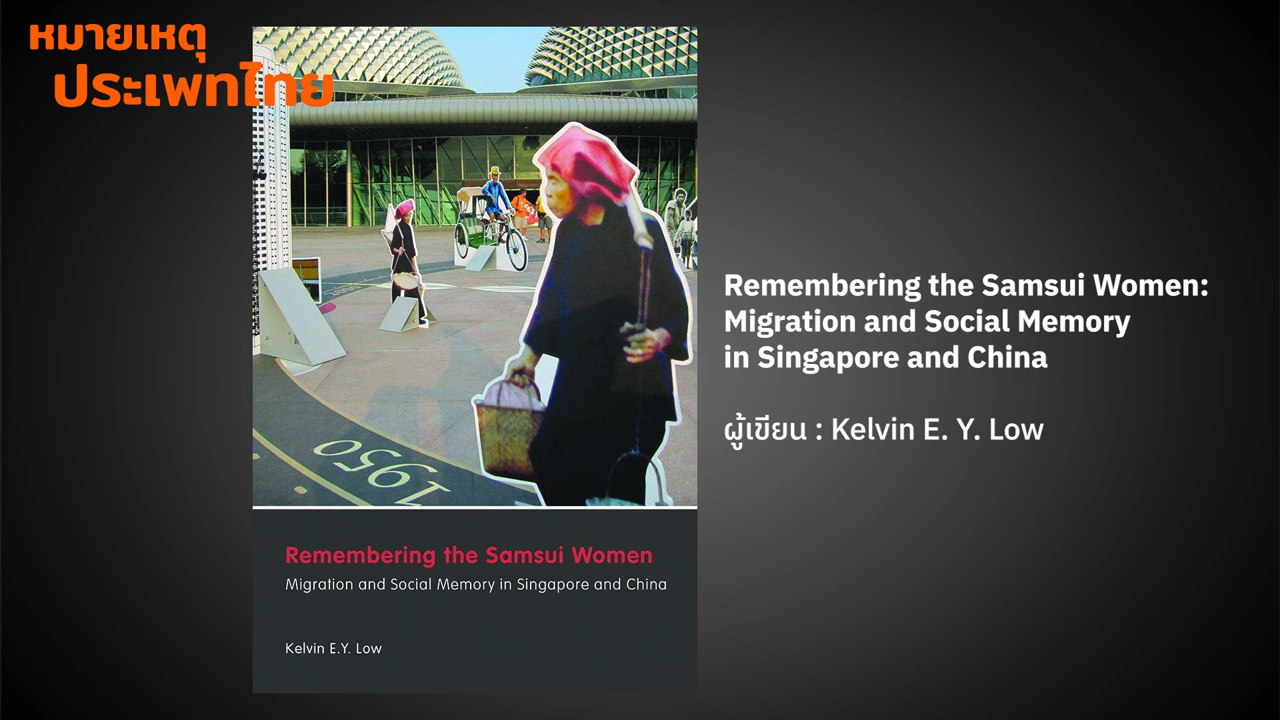 หมายเหตุ
ประเพทไทย
1950
Remembering the Samsui Women
Migration and Social Memory in Singapore and China
Kelvin E.Y. Low
Remembering the Samsui Women:
Migration and Social Memory
in Singapore and China
ผู้เขียน : Kelvin E. Y. Low